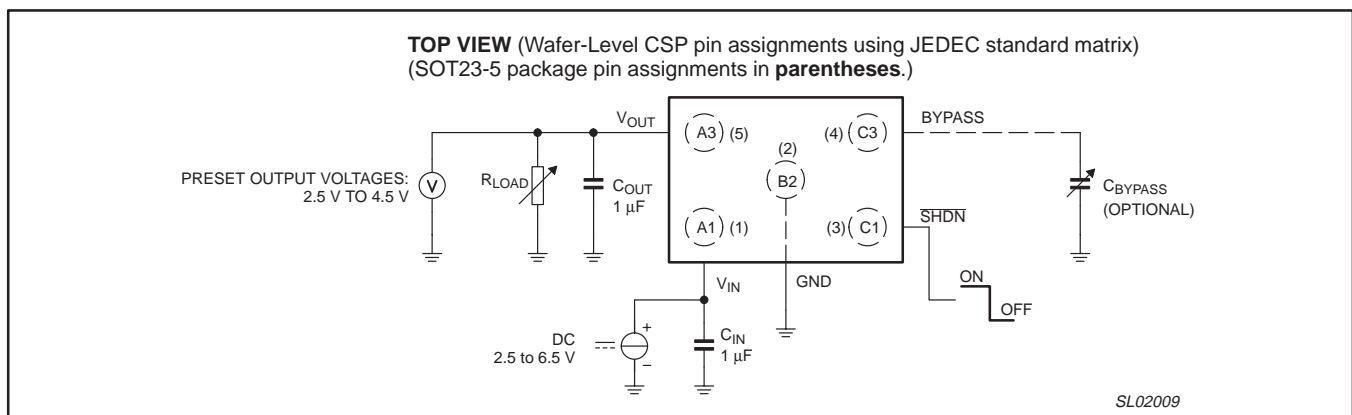 TOP VIEW (Wafer-Level CSP pin assignments using JEDEC standard matrix)
(SOT23-5 package pin assignments in parentheses.)
VOUT
A3 (5)
(4) C3
BYPASS
(2)
B2
PRESET OUTPUT VOLTAGES:
2.5 V TO 4.5 V
V
RLOAD
COUT
1 μF
CBYPASS
(OPTIONAL)
A1 (1)
(3) C1
SHDN
VIN
GND
ON
OFF
DC
2.5 to 6.5 V
+
–
CIN
1 μF
SL02009